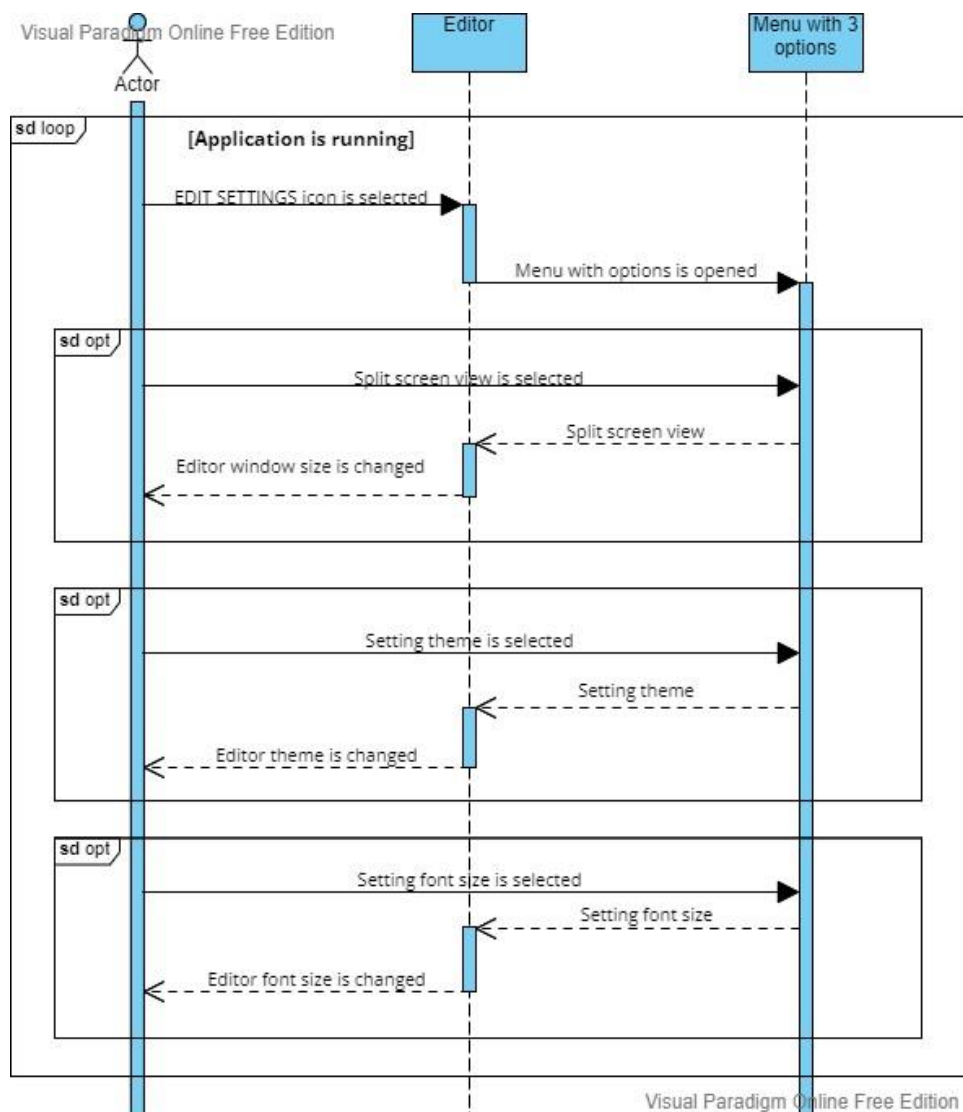 Visual Paradigm Online Free Edition
Editor
Menu with 3
options
Actor
sd loop
[Application is running]
EDIT SETTINGS icon is selected
Menu with options is opened
sd opt
Split screen view is selected
Split screen view
Editor window size is changed
sd opt
Setting theme is selected
Setting theme
Editor theme is changed
sd opt
Setting font size is selected
Setting font size
Editor font size is changed
Visual Paradigm Online Free Edition